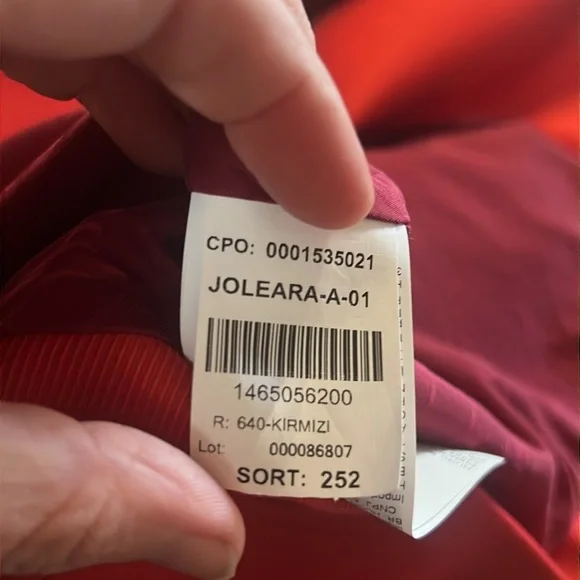 CPO: 0001535021
JOLEARA-A-01
1465056200
R: 640-KIRMIZI
Lot: 000086807
SORT: 252